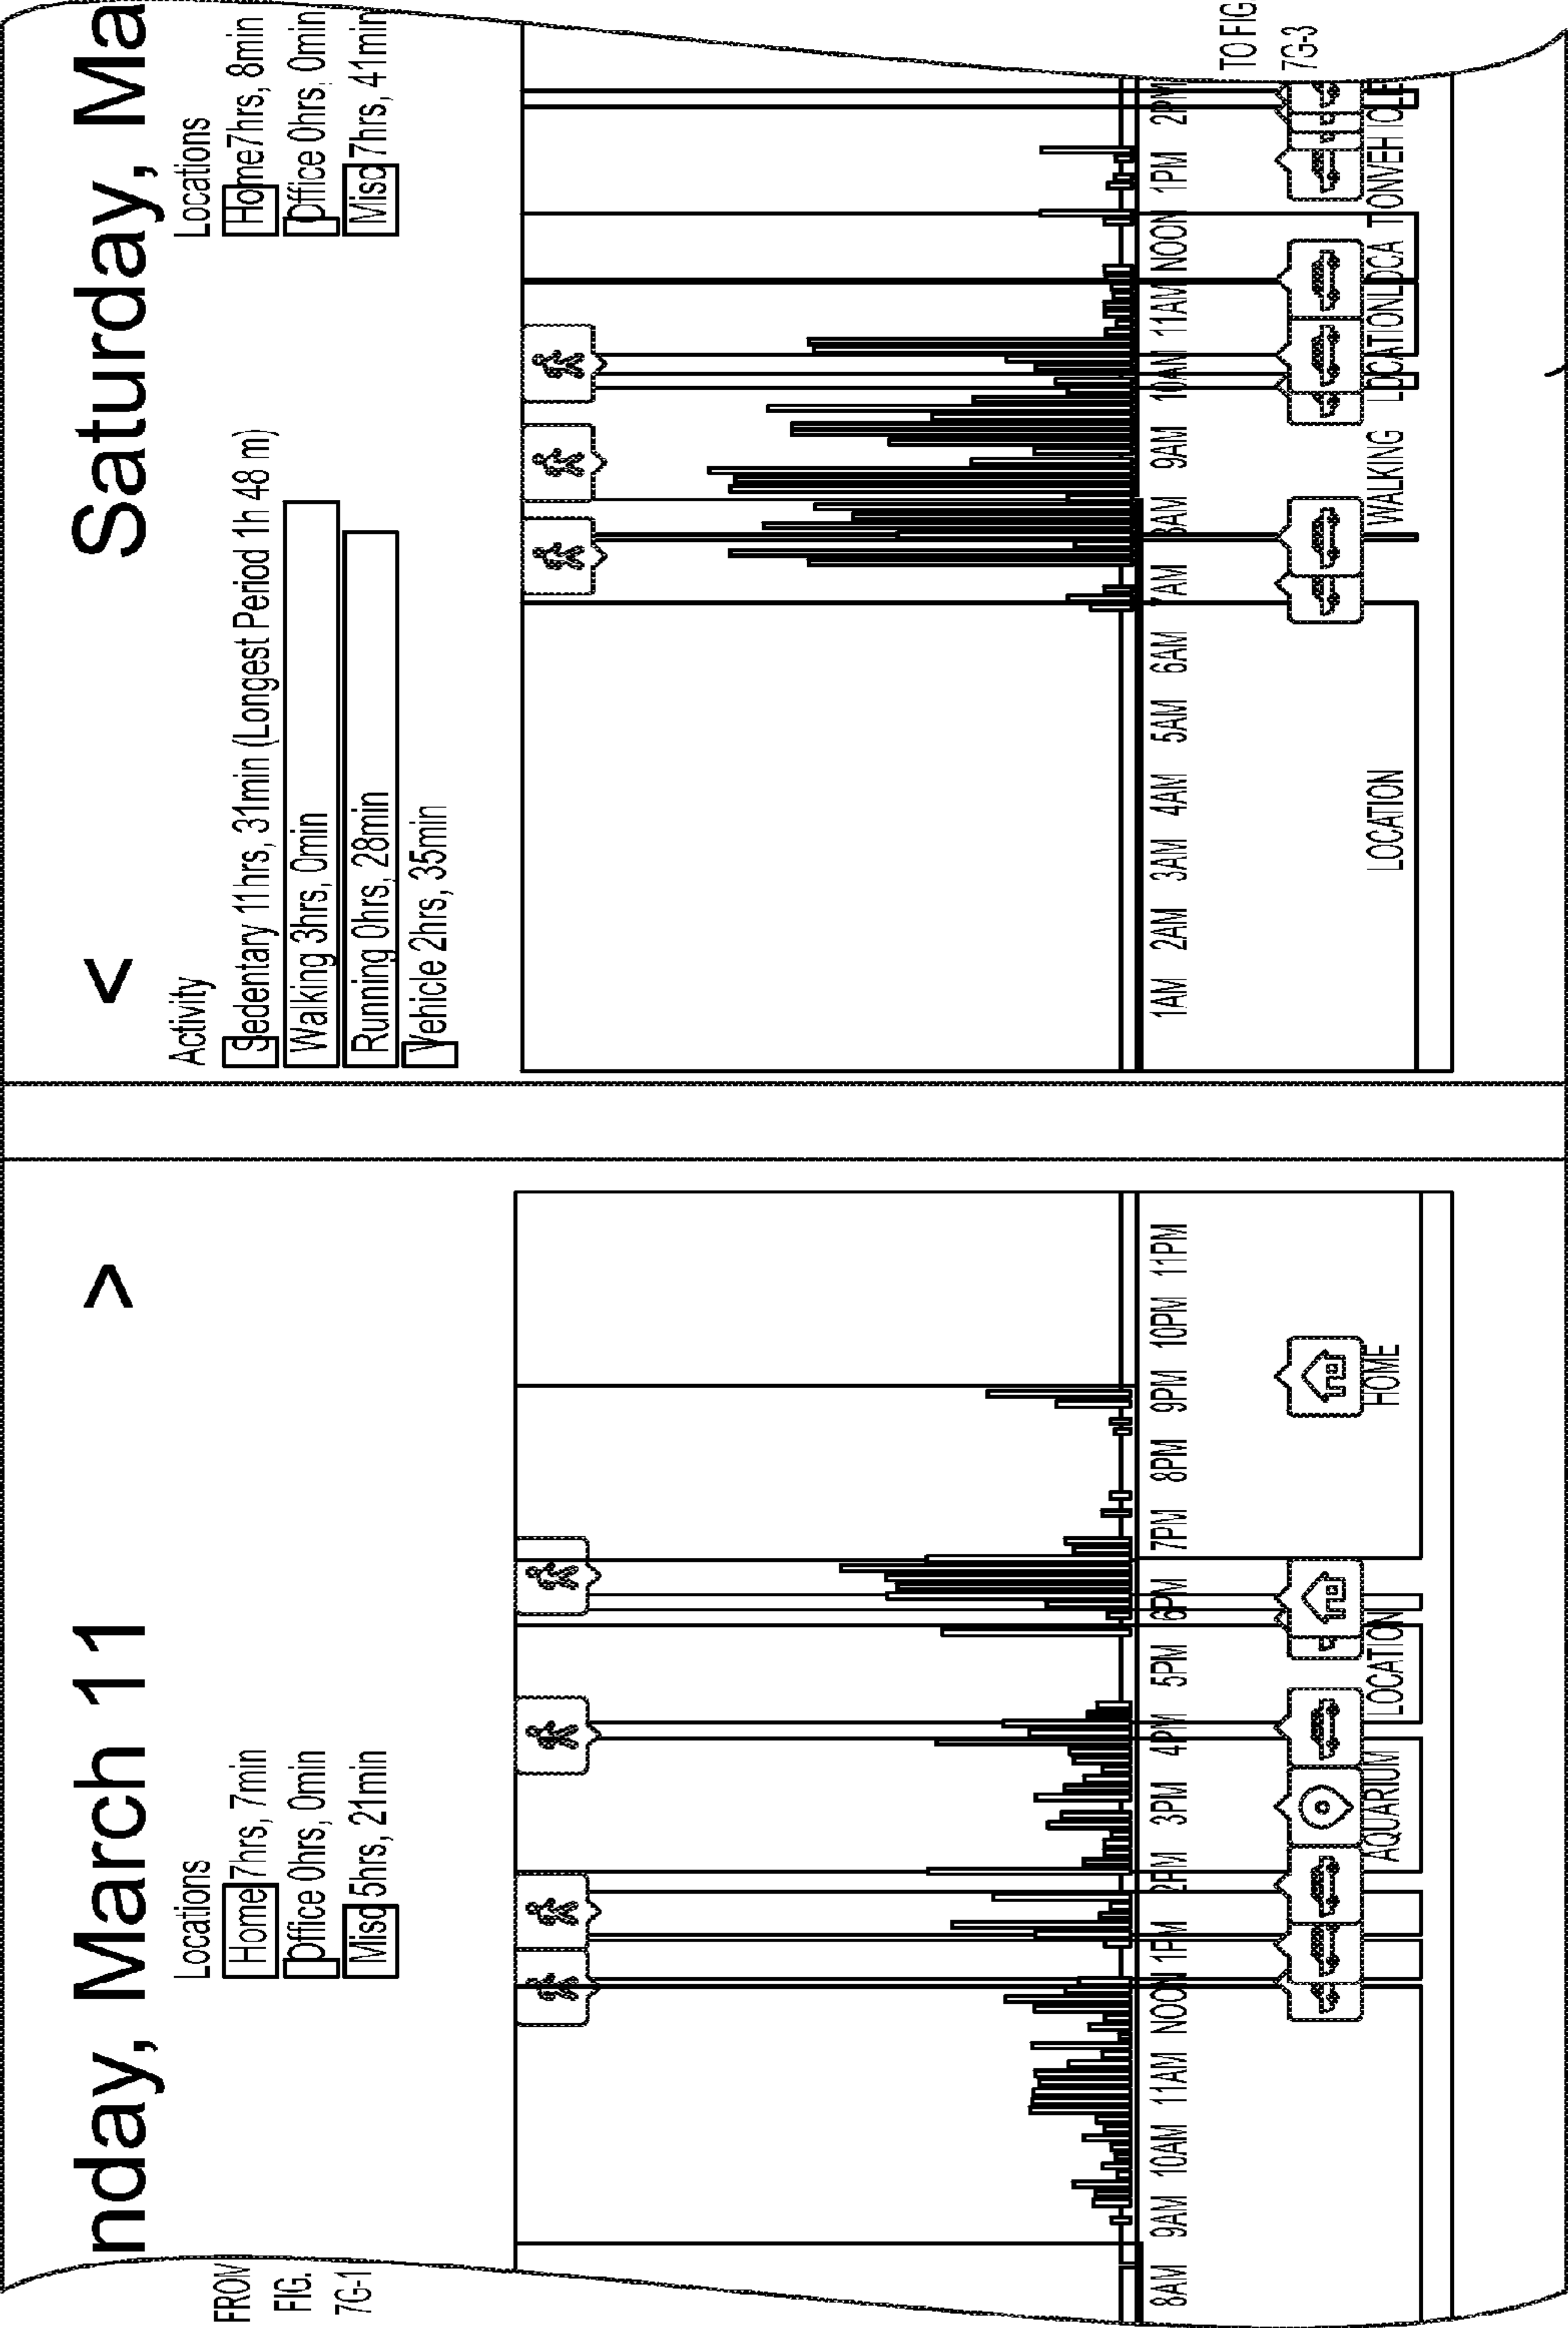 FROM
FIG.
7G-1
nday, March 11 >
Locations
Home 7hrs, 7min
Office 0hrs, 0min
Misc 5hrs, 21min
8AM 9AM 10AM 11AM NOON 1PM 2PM 3PM 4PM 5PM 6PM 7PM 8PM 9PM 10PM 11PM
AQUARIUM LOCATION HOME
< Saturday, Ma
Activity
Sedentary 11hrs, 31min (Longest Period 1h 48 m)
Walking 3hrs, 0min
Running 0hrs, 28min
Vehicle 2hrs, 35min
Locations
Home 7hrs, 8min
Office 0hrs, 0min
Misc 7hrs, 41min
1AM 2AM 3AM 4AM 5AM 6AM 7AM 8AM 9AM 10AM 11AM NOON 1PM 2PM
LOCATION WALKING LOCATION
TO FIG
7G-3